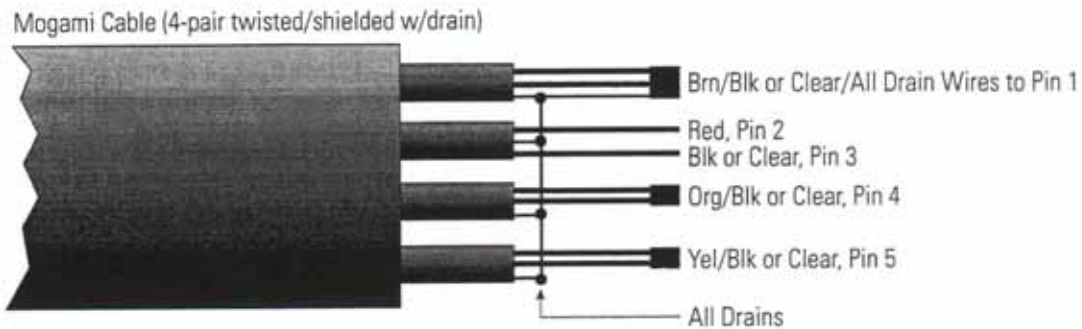 Mogami Cable (4-pair twisted/shielded w/drain)
Brn/Blk or Clear/All Drain Wires to Pin 1
Red, Pin 2
Blk or Clear, Pin 3
Org/Blk or Clear, Pin 4
Yel/Blk or Clear, Pin 5
All Drains